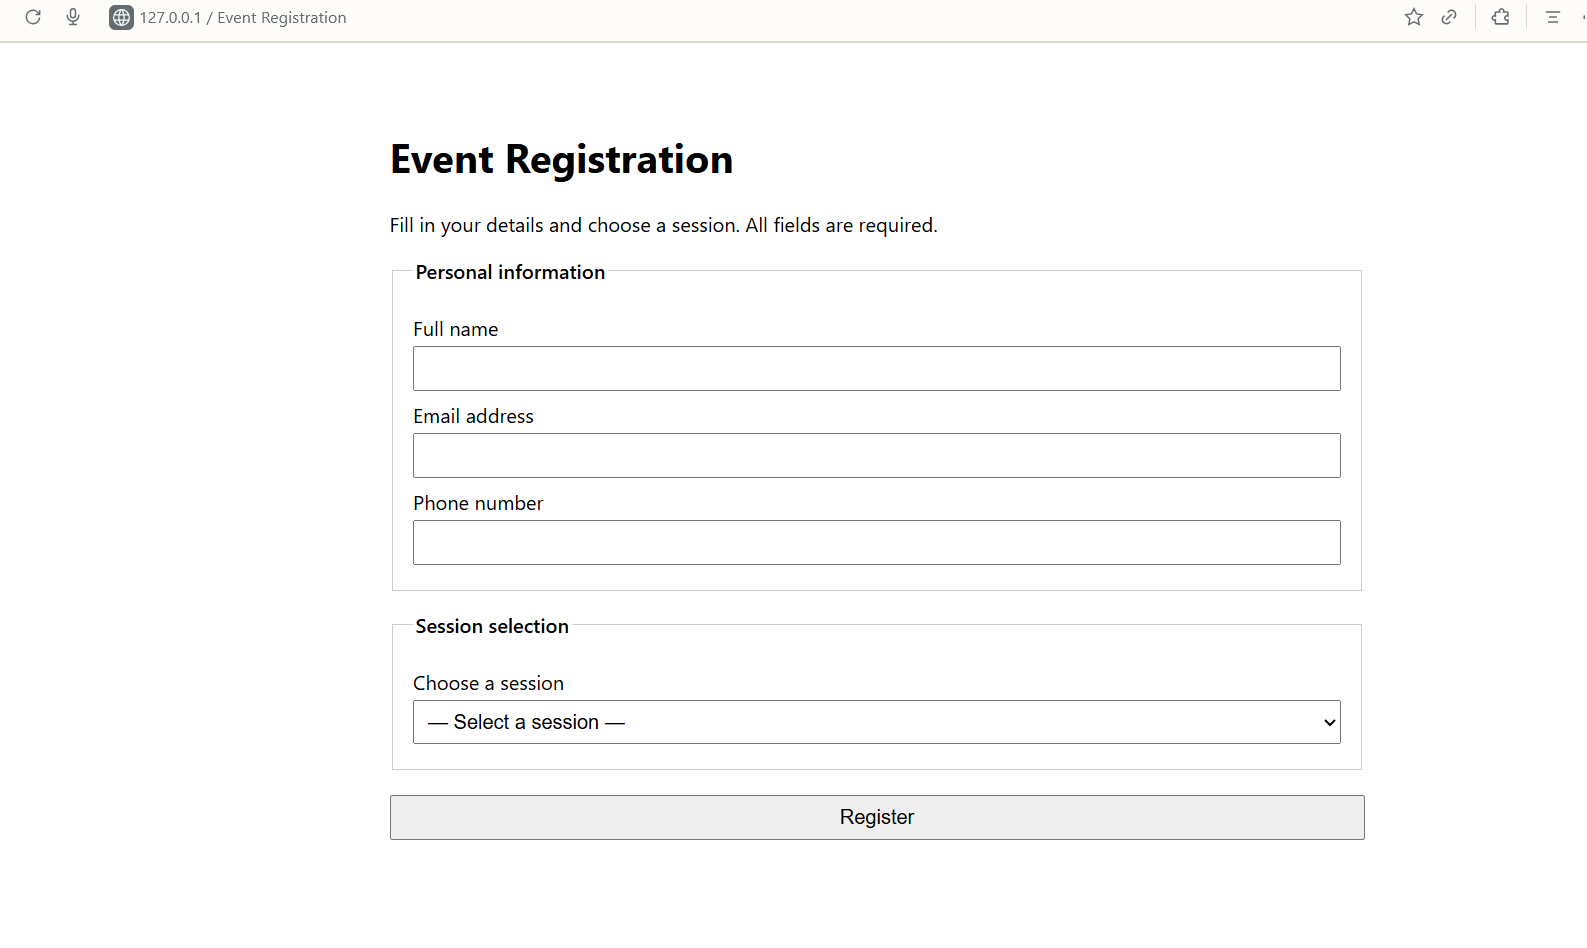 127.0.0.1 / Event Registration
Event Registration
Fill in your details and choose a session. All fields are required.
Personal information
Full name
Email address
Phone number
Session selection
Choose a session
— Select a session —
Register